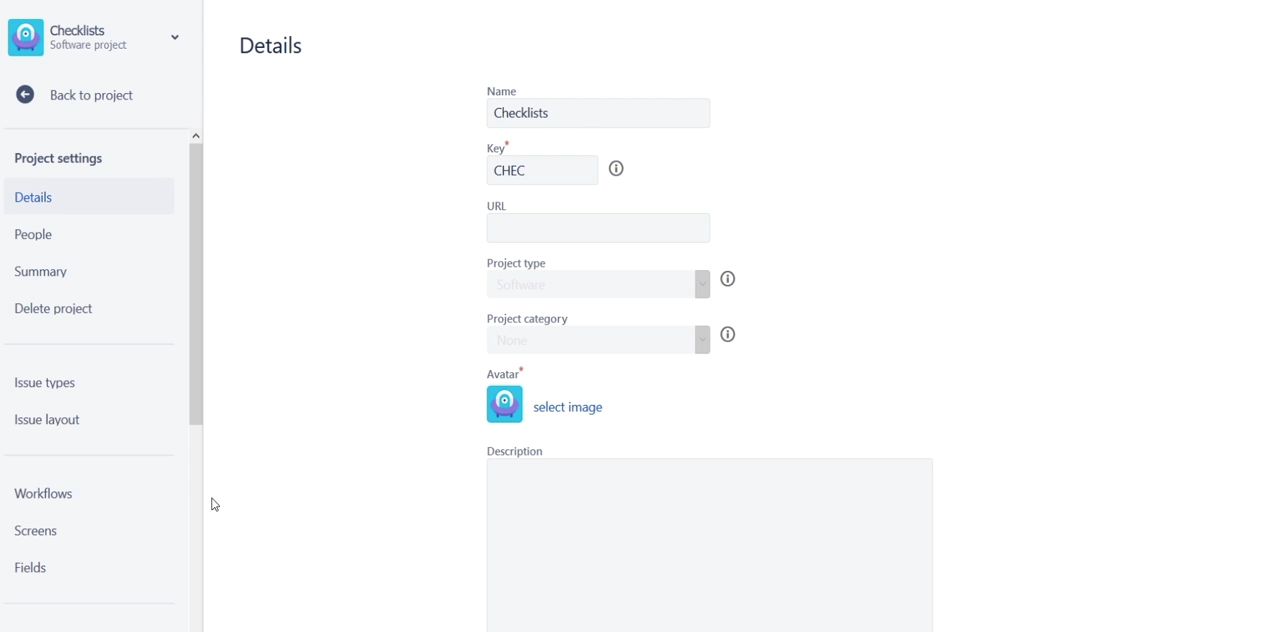 Checklists
Software project
Back to project
Project settings
Details
People
Summary
Delete project
Issue types
Issue layout
Workflows
Screens
Fields
Details
Name
Checklists
Key*
CHEC
URL
Project type
Software
Project category
None
Avatar*
select image
Description